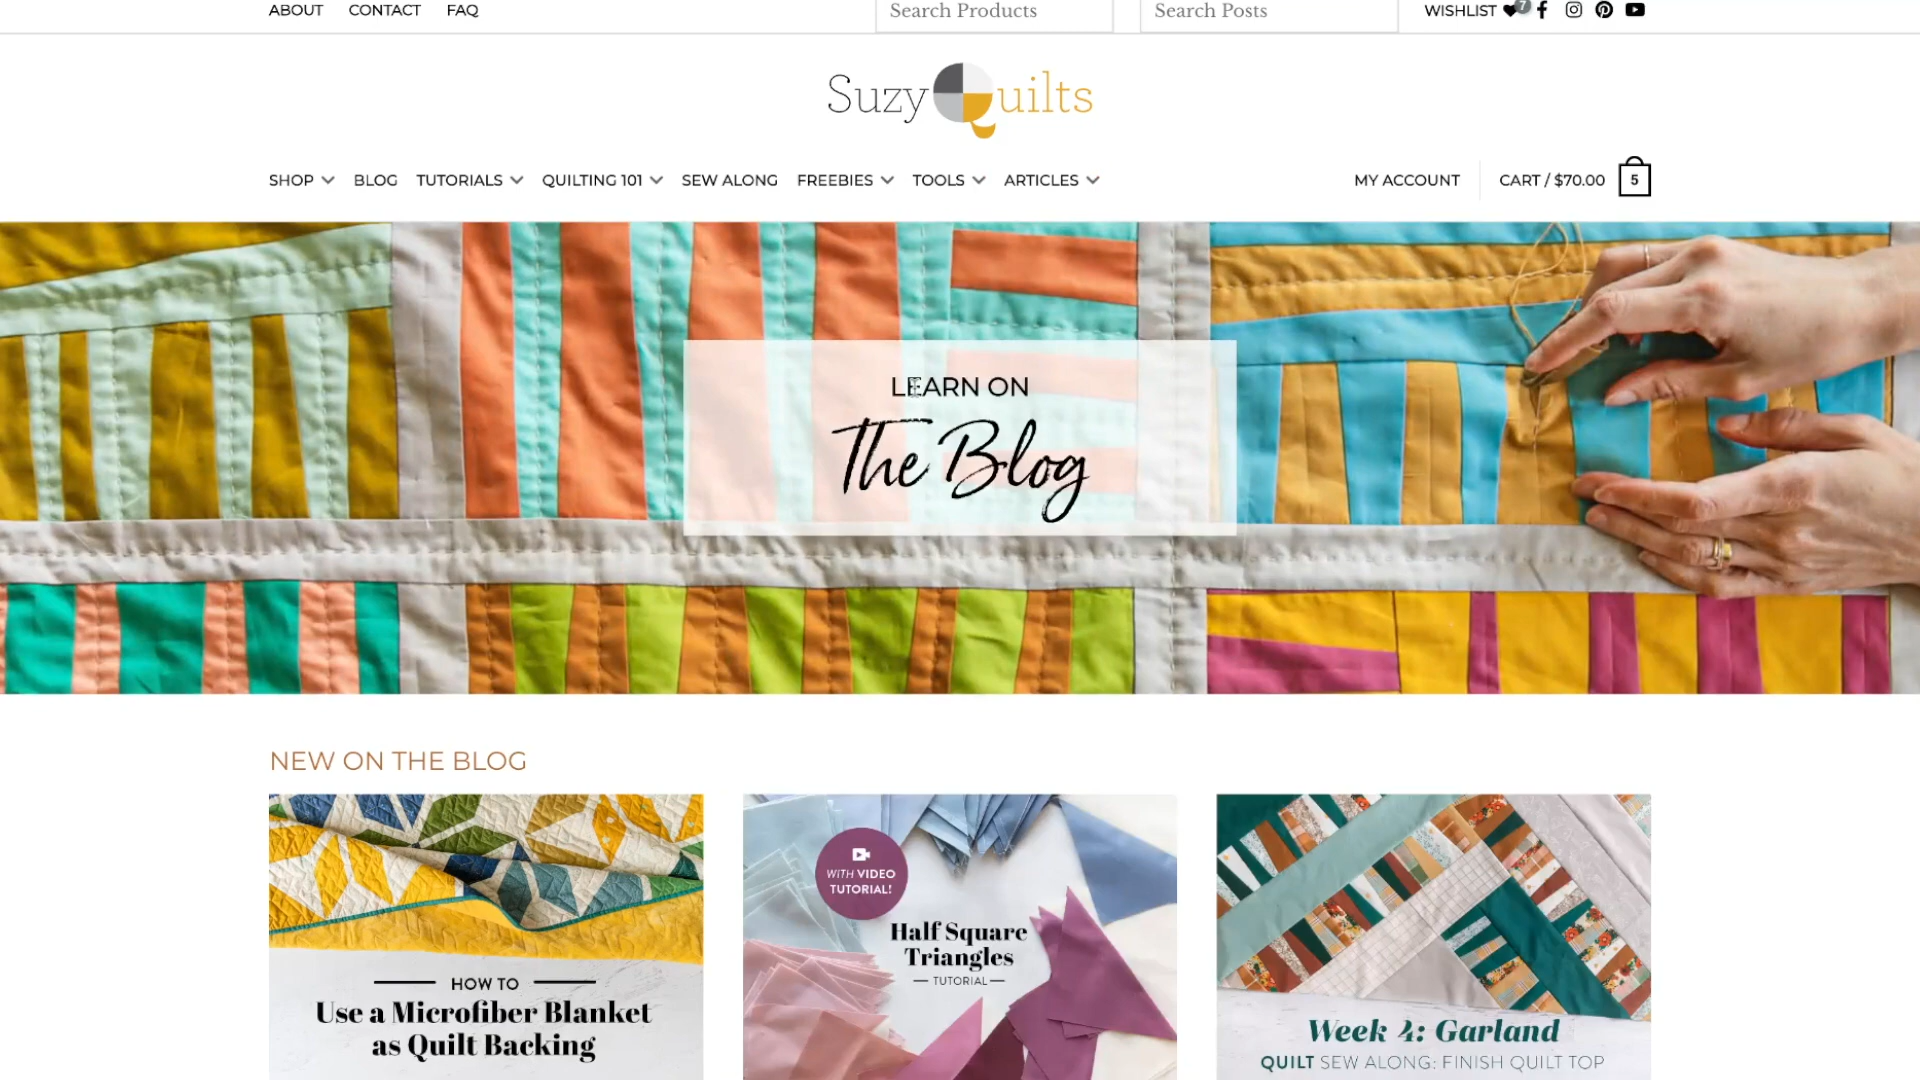 ABOUT CONTACT FAQ Search Products Search Posts WISHLIST 7
Suzy Quilts
SHOP BLOG TUTORIALS QUILTING 101 SEW ALONG FREEBIES TOOLS ARTICLES MY ACCOUNT CART / $70.00 5
LEARN ON
The Blog
NEW ON THE BLOG
HOW TO
Use a Microfiber Blanket
as Quilt Backing
WITH VIDEO
TUTORIAL!
Half Square
Triangles
TUTORIAL
Week 4: Garland
QUILT SEW ALONG: FINISH QUILT TOP